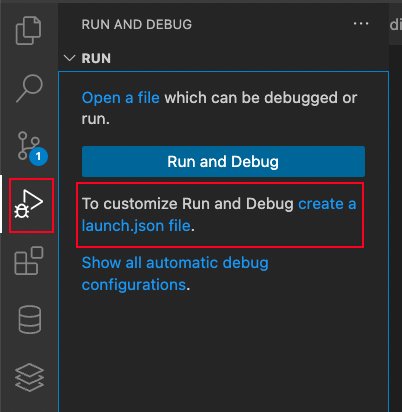 RUN AND DEBUG ...
di
RUN
Open a file which can be debugged or
run.
1
Run and Debug
To customize Run and Debug create a
launch.json file.
Show all automatic debug
configurations.